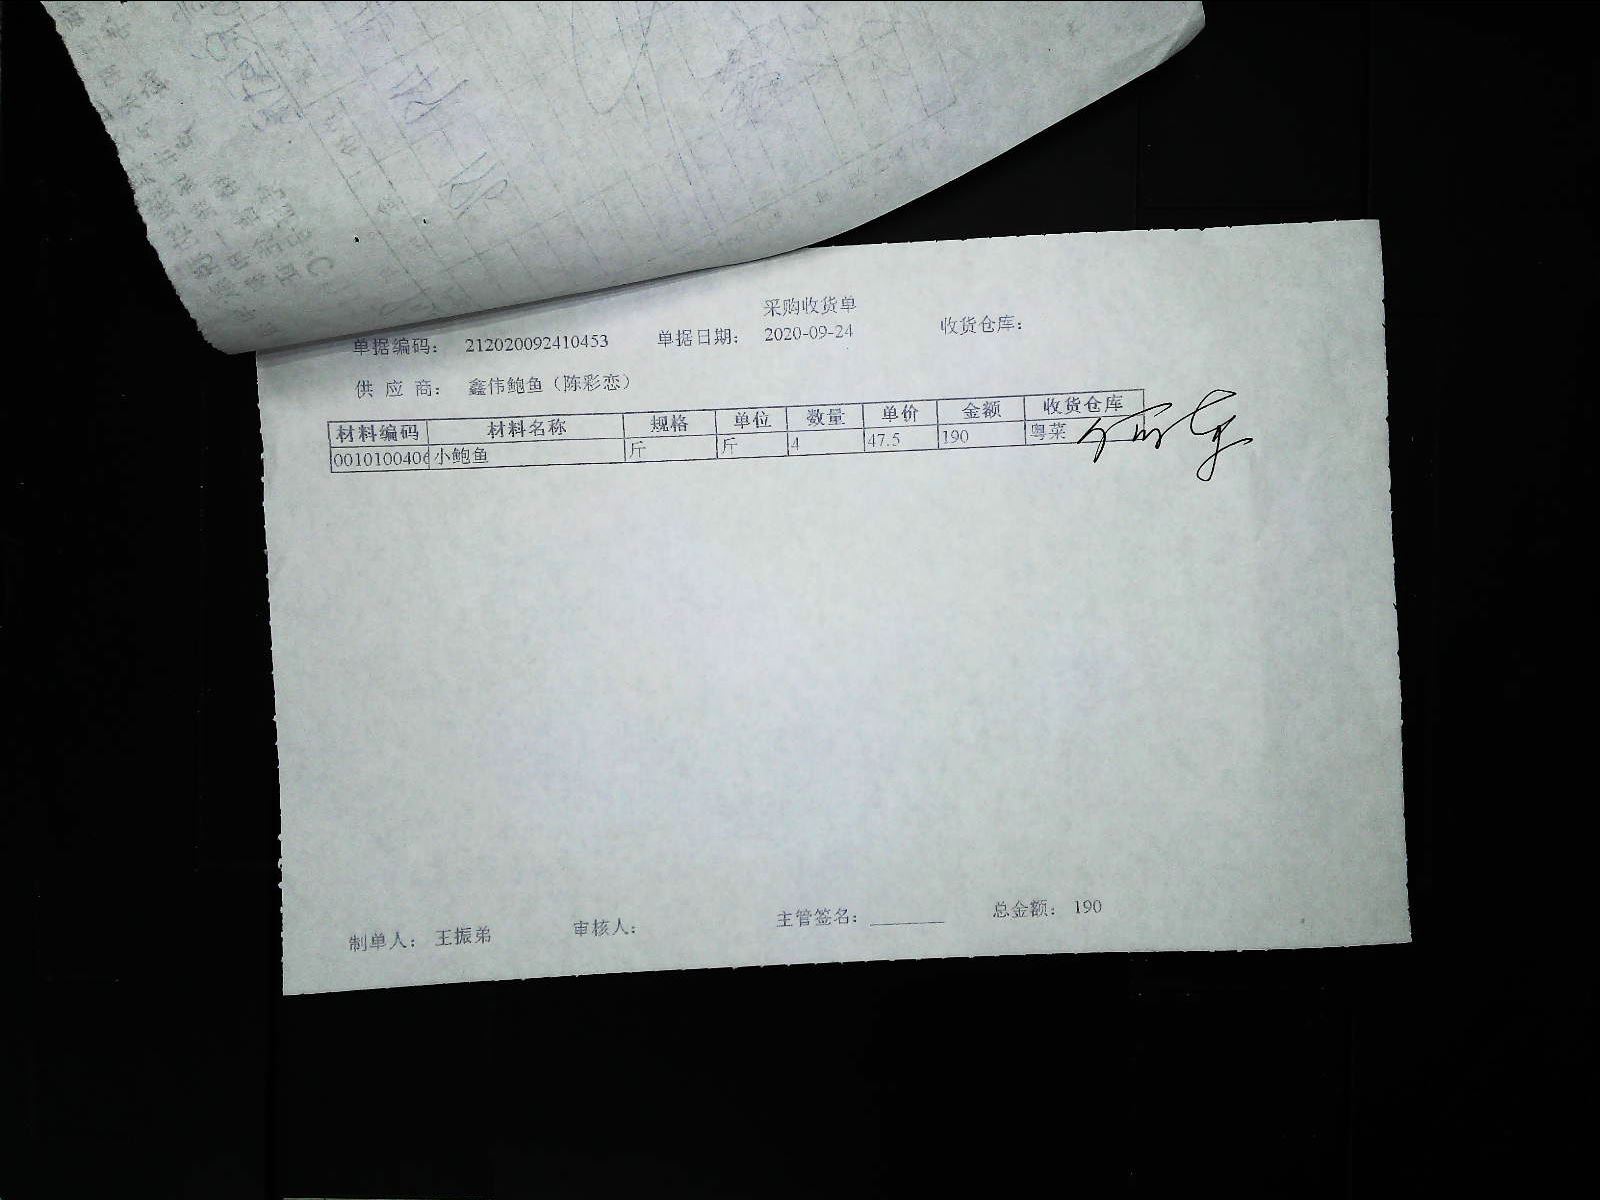 采购收货单
单据编码： 212020092410453 单据日期： 2020-09-24 收货仓库：
供 应 商： 鑫伟鲍鱼（陈彩恋）
材料编码 材料名称 规格 单位 数量 单价 金额 收货仓库
0010100406 小鲍鱼 斤 斤 4 47.5 190 粤菜
制单人： 王振弟 审核人： 主管签名： 总金额： 190